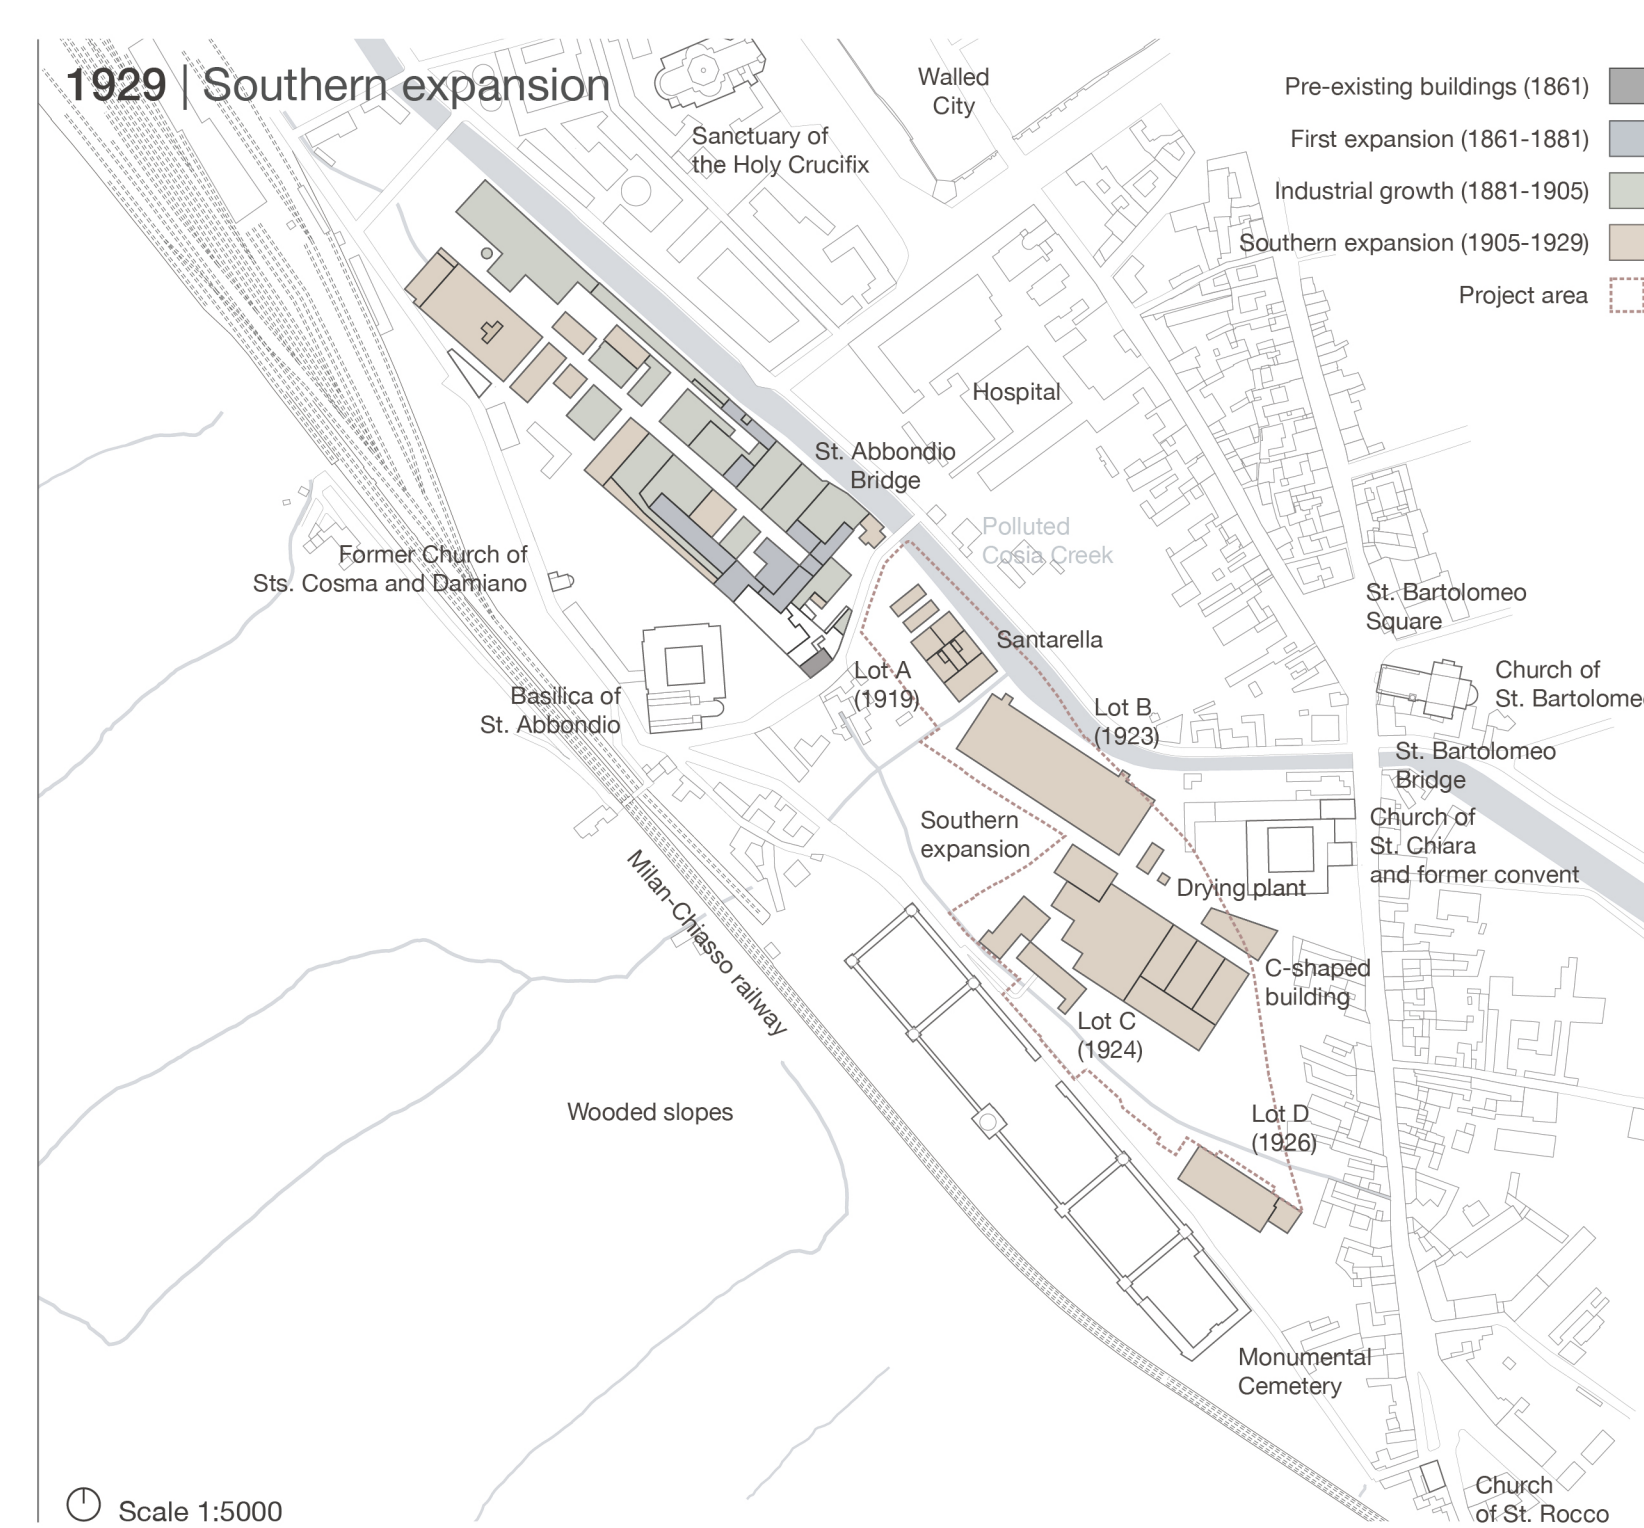 1929 | Southern expansion
Walled
City
Sanctuary of
the Holy Crucifix
Pre-existing buildings (1861)
First expansion (1861-1881)
Industrial growth (1881-1905)
Southern expansion (1905-1929)
Project area
Hospital
St. Abbondio
Bridge
Polluted
Cosia Creek
Former Church of
Sts. Cosma and Damiano
St. Bartolomeo
Square
Santarella
Lot A
(1919)
Basilica of
St. Abbondio
Church of
St. Bartolome
Lot B
(1923)
St. Bartolomeo
Bridge
Southern
expansion
Church of
St. Chiara
and former convent
Drying plant
Milan-Chiasso railway
C-shaped
building
Lot C
(1924)
Wooded slopes
Lot D
(1926)
Monumental
Cemetery
Church
of St. Rocco
Scale 1:5000